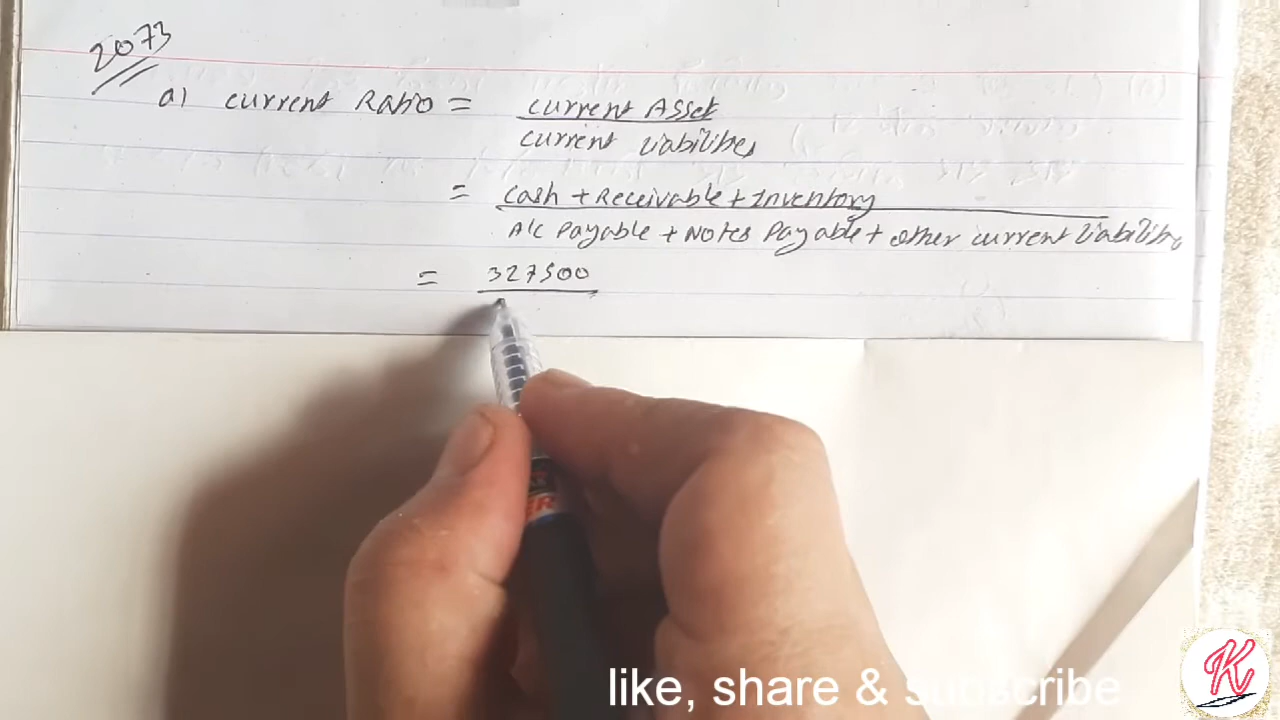 2073
a) current Ratio = current Asset
current liabilities
= cash + Receivable + Inventory
A/c Payable + Notes Payable + other current liabilities
= 327500
like, share & subscribe
K